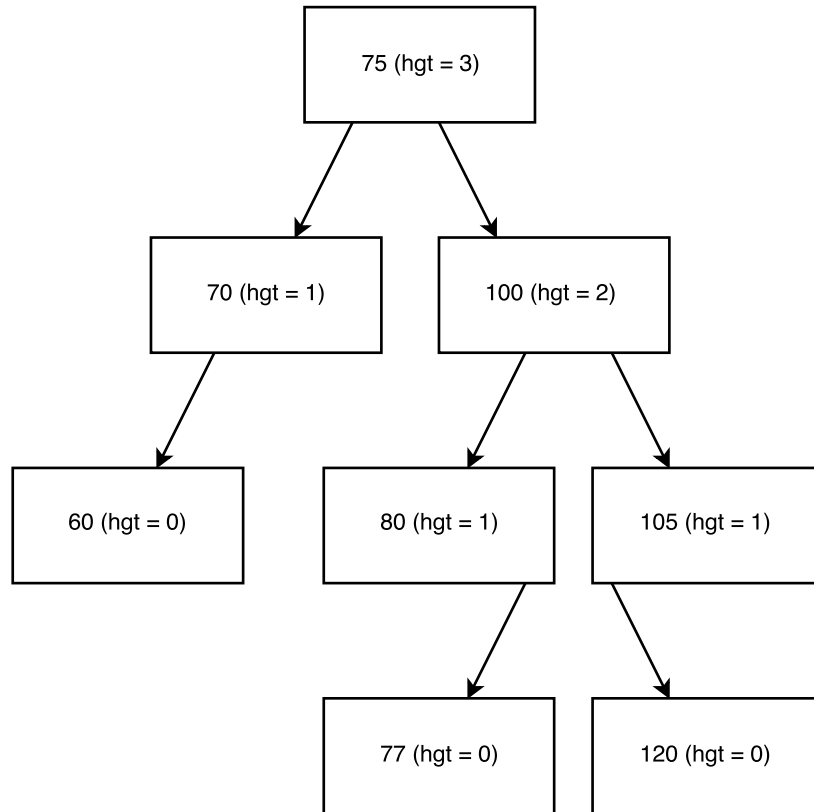 75 (hgt = 3)
70 (hgt = 1)
100 (hgt = 2)
60 (hgt = 0)
80 (hgt = 1)
105 (hgt = 1)
77 (hgt = 0)
120 (hgt = 0)